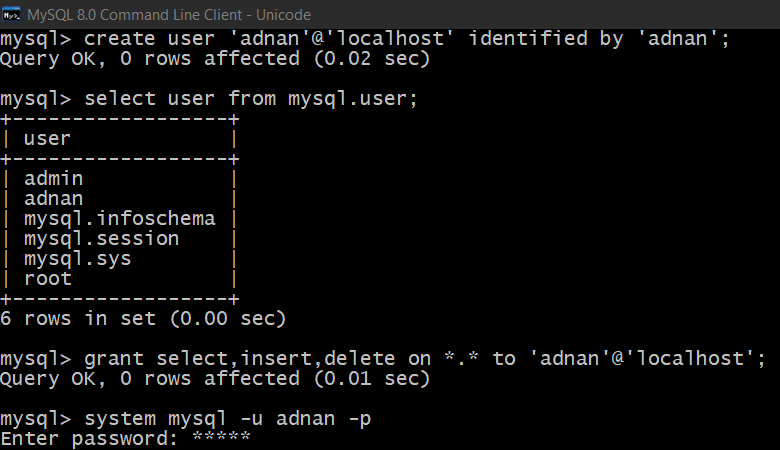 MySQL 8.0 Command Line Client - Unicode
mysql> create user 'adnan'@'localhost' identified by 'adnan';
Query OK, 0 rows affected (0.02 sec)
mysql> select user from mysql.user;
+------------------+
| user             |
+------------------+
| admin            |
| adnan            |
| mysql.infoschema |
| mysql.session    |
| mysql.sys        |
| root             |
+------------------+
6 rows in set (0.00 sec)
mysql> grant select,insert,delete on *.* to 'adnan'@'localhost';
Query OK, 0 rows affected (0.01 sec)
mysql> system mysql -u adnan -p
Enter password: *****